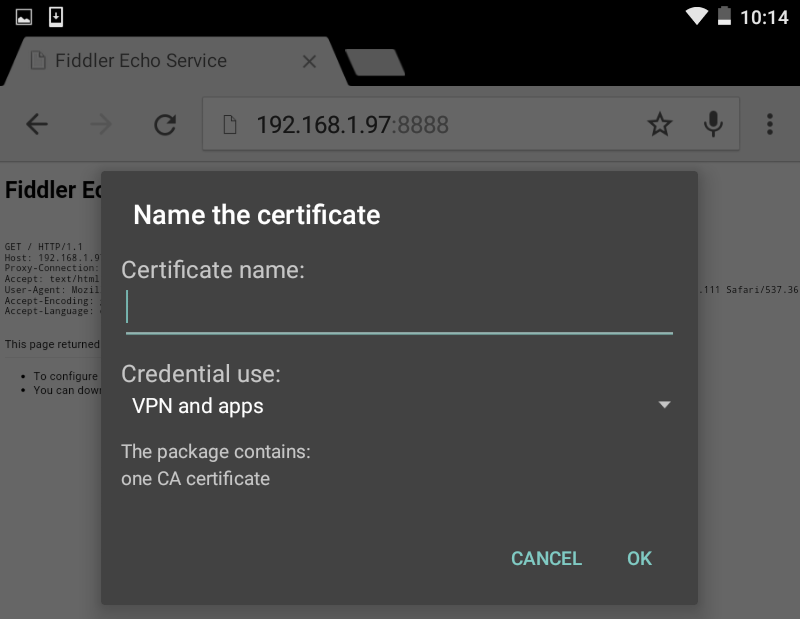 10:14
Fiddler Echo Service
192.168.1.97:8888
Fiddler Ec
Name the certificate
GET / HTTP/1.1
Host: 192.168.1.9
Proxy-Connection:
Accept: text/html
User-Agent: Mozil
.111 Safari/537.36
Accept-Encoding:
Accept-Language:
Certificate name:
This page returned
To configure
You can down
Credential use:
VPN and apps
The package contains:
one CA certificate
CANCEL
OK